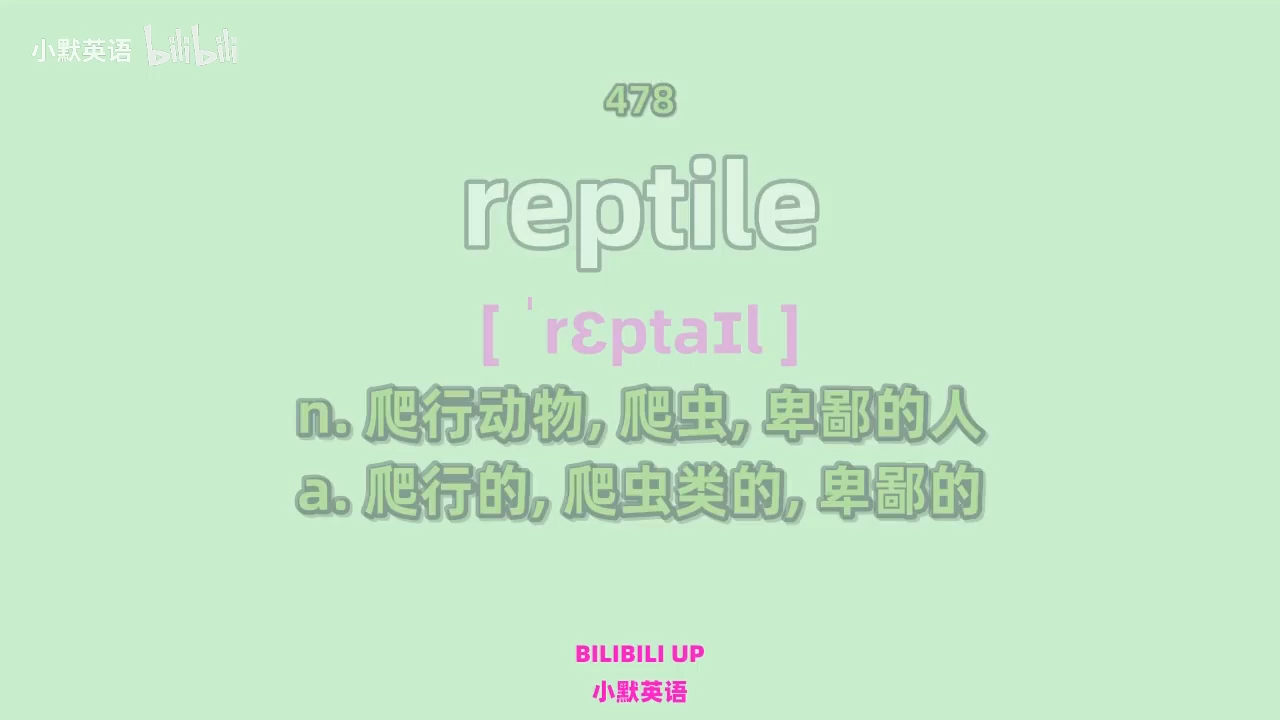 小默英语 bilibili
478
reptile
[ ˈrɛptaɪl ]
n. 爬行动物, 爬虫, 卑鄙的人
a. 爬行的, 爬虫类的, 卑鄙的
BILIBILI UP
小默英语